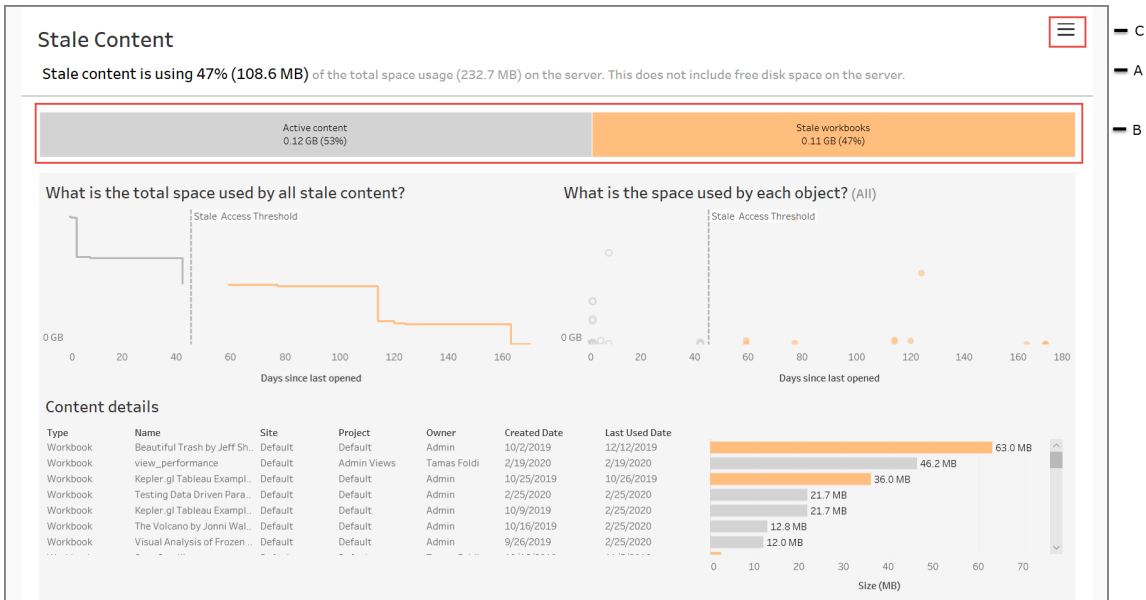 Stale Content
C
Stale content is using 47% (108.6 MB) of the total space usage (232.7 MB) on the server. This does not include free disk space on the server.
A
Active content
0.12 GB (53%)
Stale workbooks
0.11 GB (47%)
B
What is the total space used by all stale content?
Stale Access Threshold
0 GB
0 20 40 60 80 100 120 140 160
Days since last opened
What is the space used by each object? (All)
Stale Access Threshold
0 GB
0 20 40 60 80 100 120 140 160 180
Days since last opened
Content details
Type Name Site Project Owner Created Date Last Used Date
Workbook Beautiful Trash by Jeff Sh.. Default Default Admin 10/2/2019 12/12/2019 63.0 MB
Workbook view_performance Default Admin Views Tamas Foldi 2/19/2020 2/19/2020 46.2 MB
Workbook Kepler.gl Tableau Exampl.. Default Default Admin 10/25/2019 10/26/2019 36.0 MB
Workbook Testing Data Driven Para.. Default Default Admin 2/25/2020 2/25/2020 21.7 MB
Workbook Kepler.gl Tableau Exampl.. Default Default Admin 10/9/2019 2/25/2020 21.7 MB
Workbook The Volcano by Jonni Wal.. Default Default Admin 10/16/2019 2/25/2020 12.8 MB
Workbook Visual Analysis of Frozen .. Default Default Admin 9/26/2019 2/25/2020 12.0 MB
0 10 20 30 40 50 60 70
Size (MB)